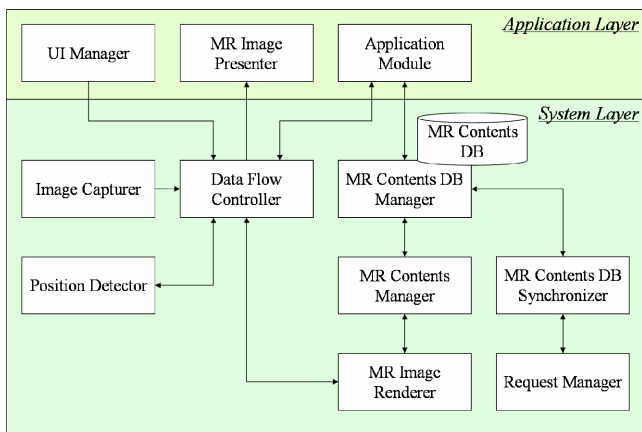 Application Layer
UI Manager
MR Image
Presenter
Application
Module
System Layer
MR Contents
DB
Image Capturer
Data Flow
Controller
MR Contents DB
Manager
Position Detector
MR Contents
Manager
MR Contents DB
Synchronizer
MR Image
Renderer
Request Manager